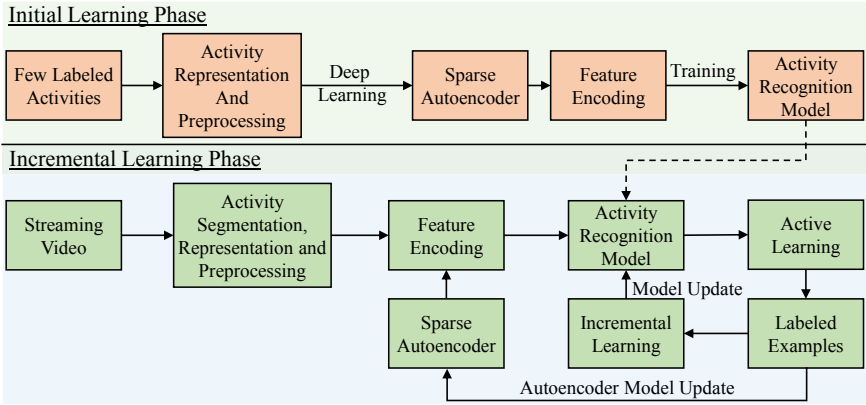 Initial Learning Phase
Few Labeled
Activities
Activity
Representation
And
Preprocessing
Deep
Learning
Sparse
Autoencoder
Feature
Encoding
Training
Activity
Recognition
Model
Incremental Learning Phase
Streaming
Video
Activity
Segmentation,
Representation and
Preprocessing
Feature
Encoding
Activity
Recognition
Model
Active
Learning
Model Update
Sparse
Autoencoder
Incremental
Learning
Labeled
Examples
Autoencoder Model Update